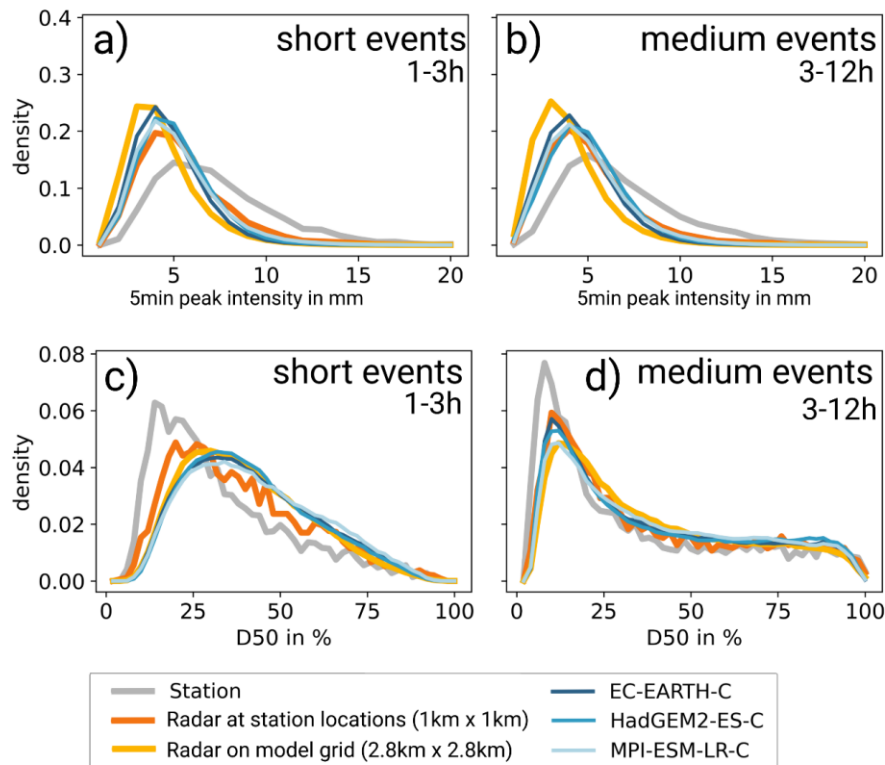 a) short events
1-3h
b) medium events
3-12h
0.4
0.3
0.2
0.1
0.0
density
5 10 15 20
5min peak intensity in mm
5 10 15 20
5min peak intensity in mm
c) short events
1-3h
d) medium events
3-12h
0.08
0.06
0.04
0.02
0.00
density
0 25 50 75 100
D50 in %
0 25 50 75 100
D50 in %
Station
Radar at station locations (1km x 1km)
Radar on model grid (2.8km x 2.8km)
EC-EARTH-C
HadGEM2-ES-C
MPI-ESM-LR-C